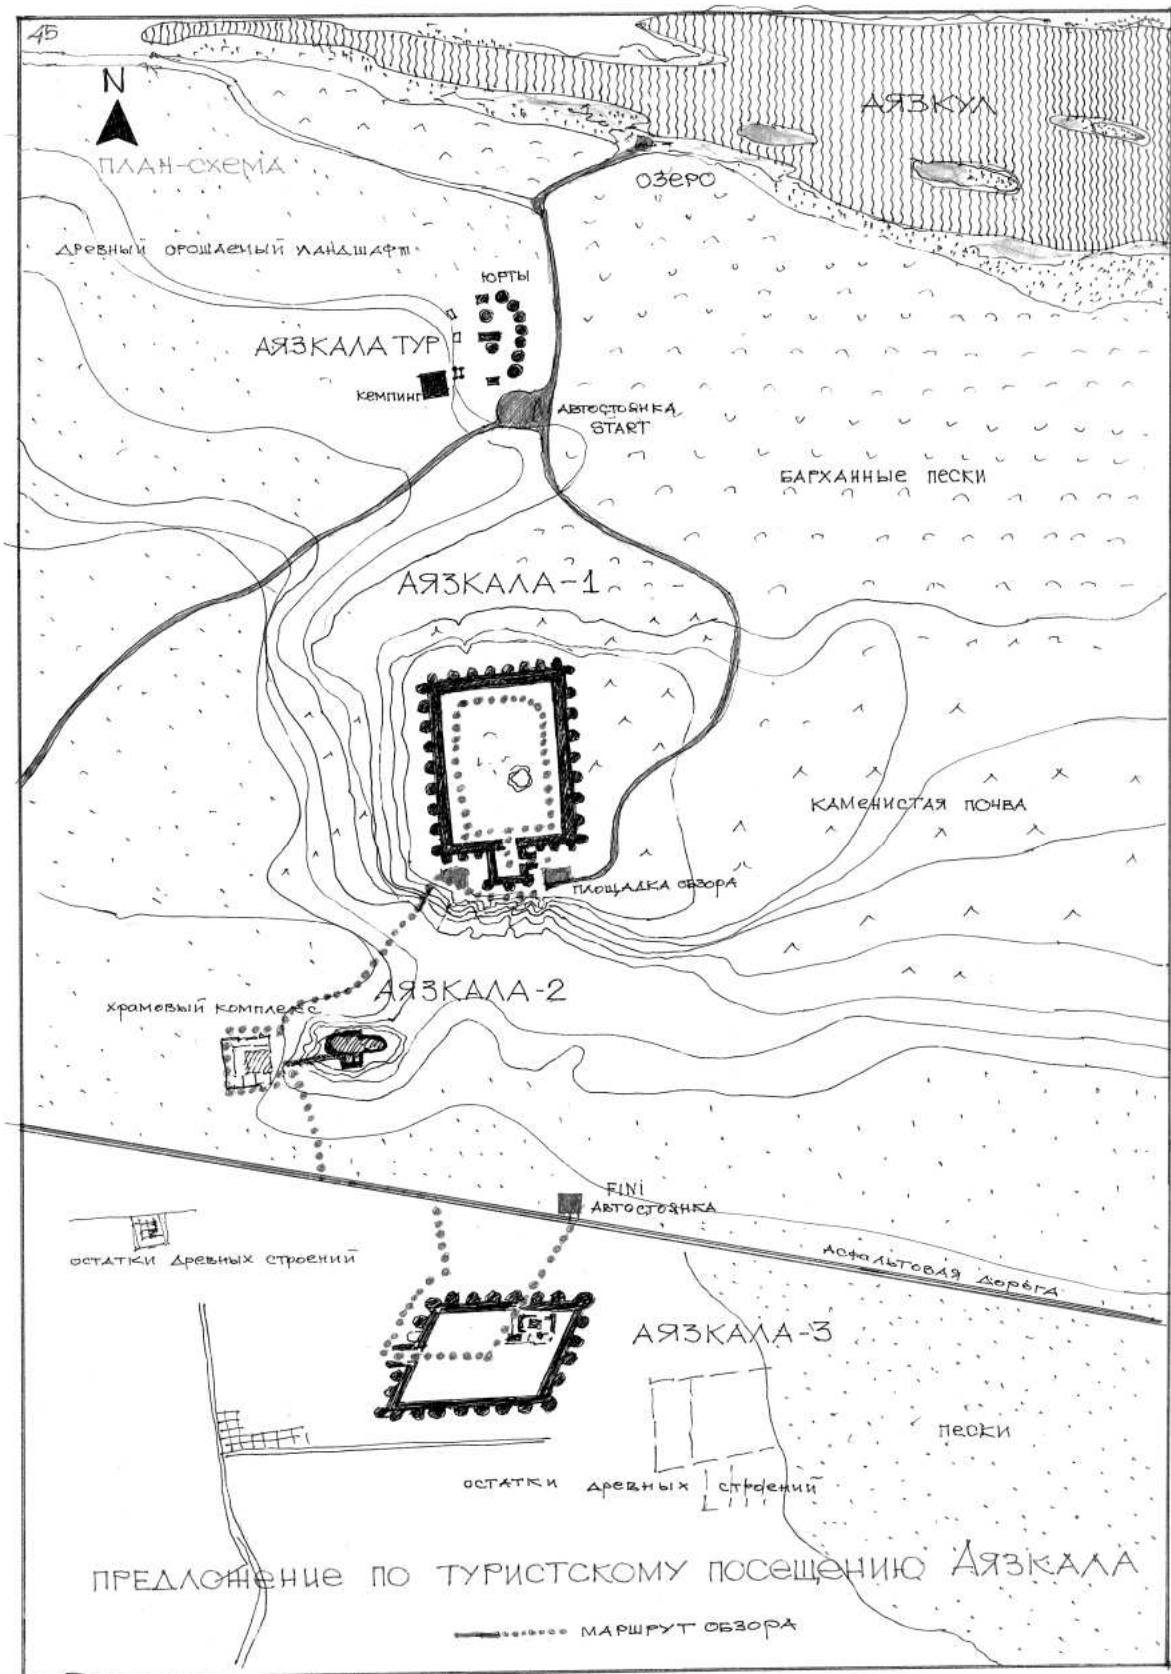 45
N
ПЛАН-СХЕМА
АЯЗКУЛ
ОЗЕРО
ДРЕВНЫЙ ОРОШАЕМЫЙ ЛАНДШАФТ
ЮРТЫ
АЯЗКАЛА ТУР
КЕМПИНГ
АВТОСТОЯНКА
START
БАРХАННЫЕ ПЕСКИ
АЯЗКАЛА-1
КАМЕНИСТАЯ ПОЧВА
ПЛОЩАДКА ОБЗОРА
АЯЗКАЛА-2
ХРАМОВЫЙ КОМПЛЕКС
FINI
АВТОСТОЯНКА
ОСТАТКИ ДРЕВНЫХ СТРОЕНИЙ
АСФАЛЬТОВАЯ ДОРОГА
АЯЗКАЛА-3
ПЕСКИ
ОСТАТКИ ДРЕВНЫХ СТРОЕНИЙ
ПРЕДЛОЖЕНИЕ ПО ТУРИСТСКОМУ ПОСЕЩЕНИЮ АЯЗКАЛА
МАРШРУТ ОБЗОРА